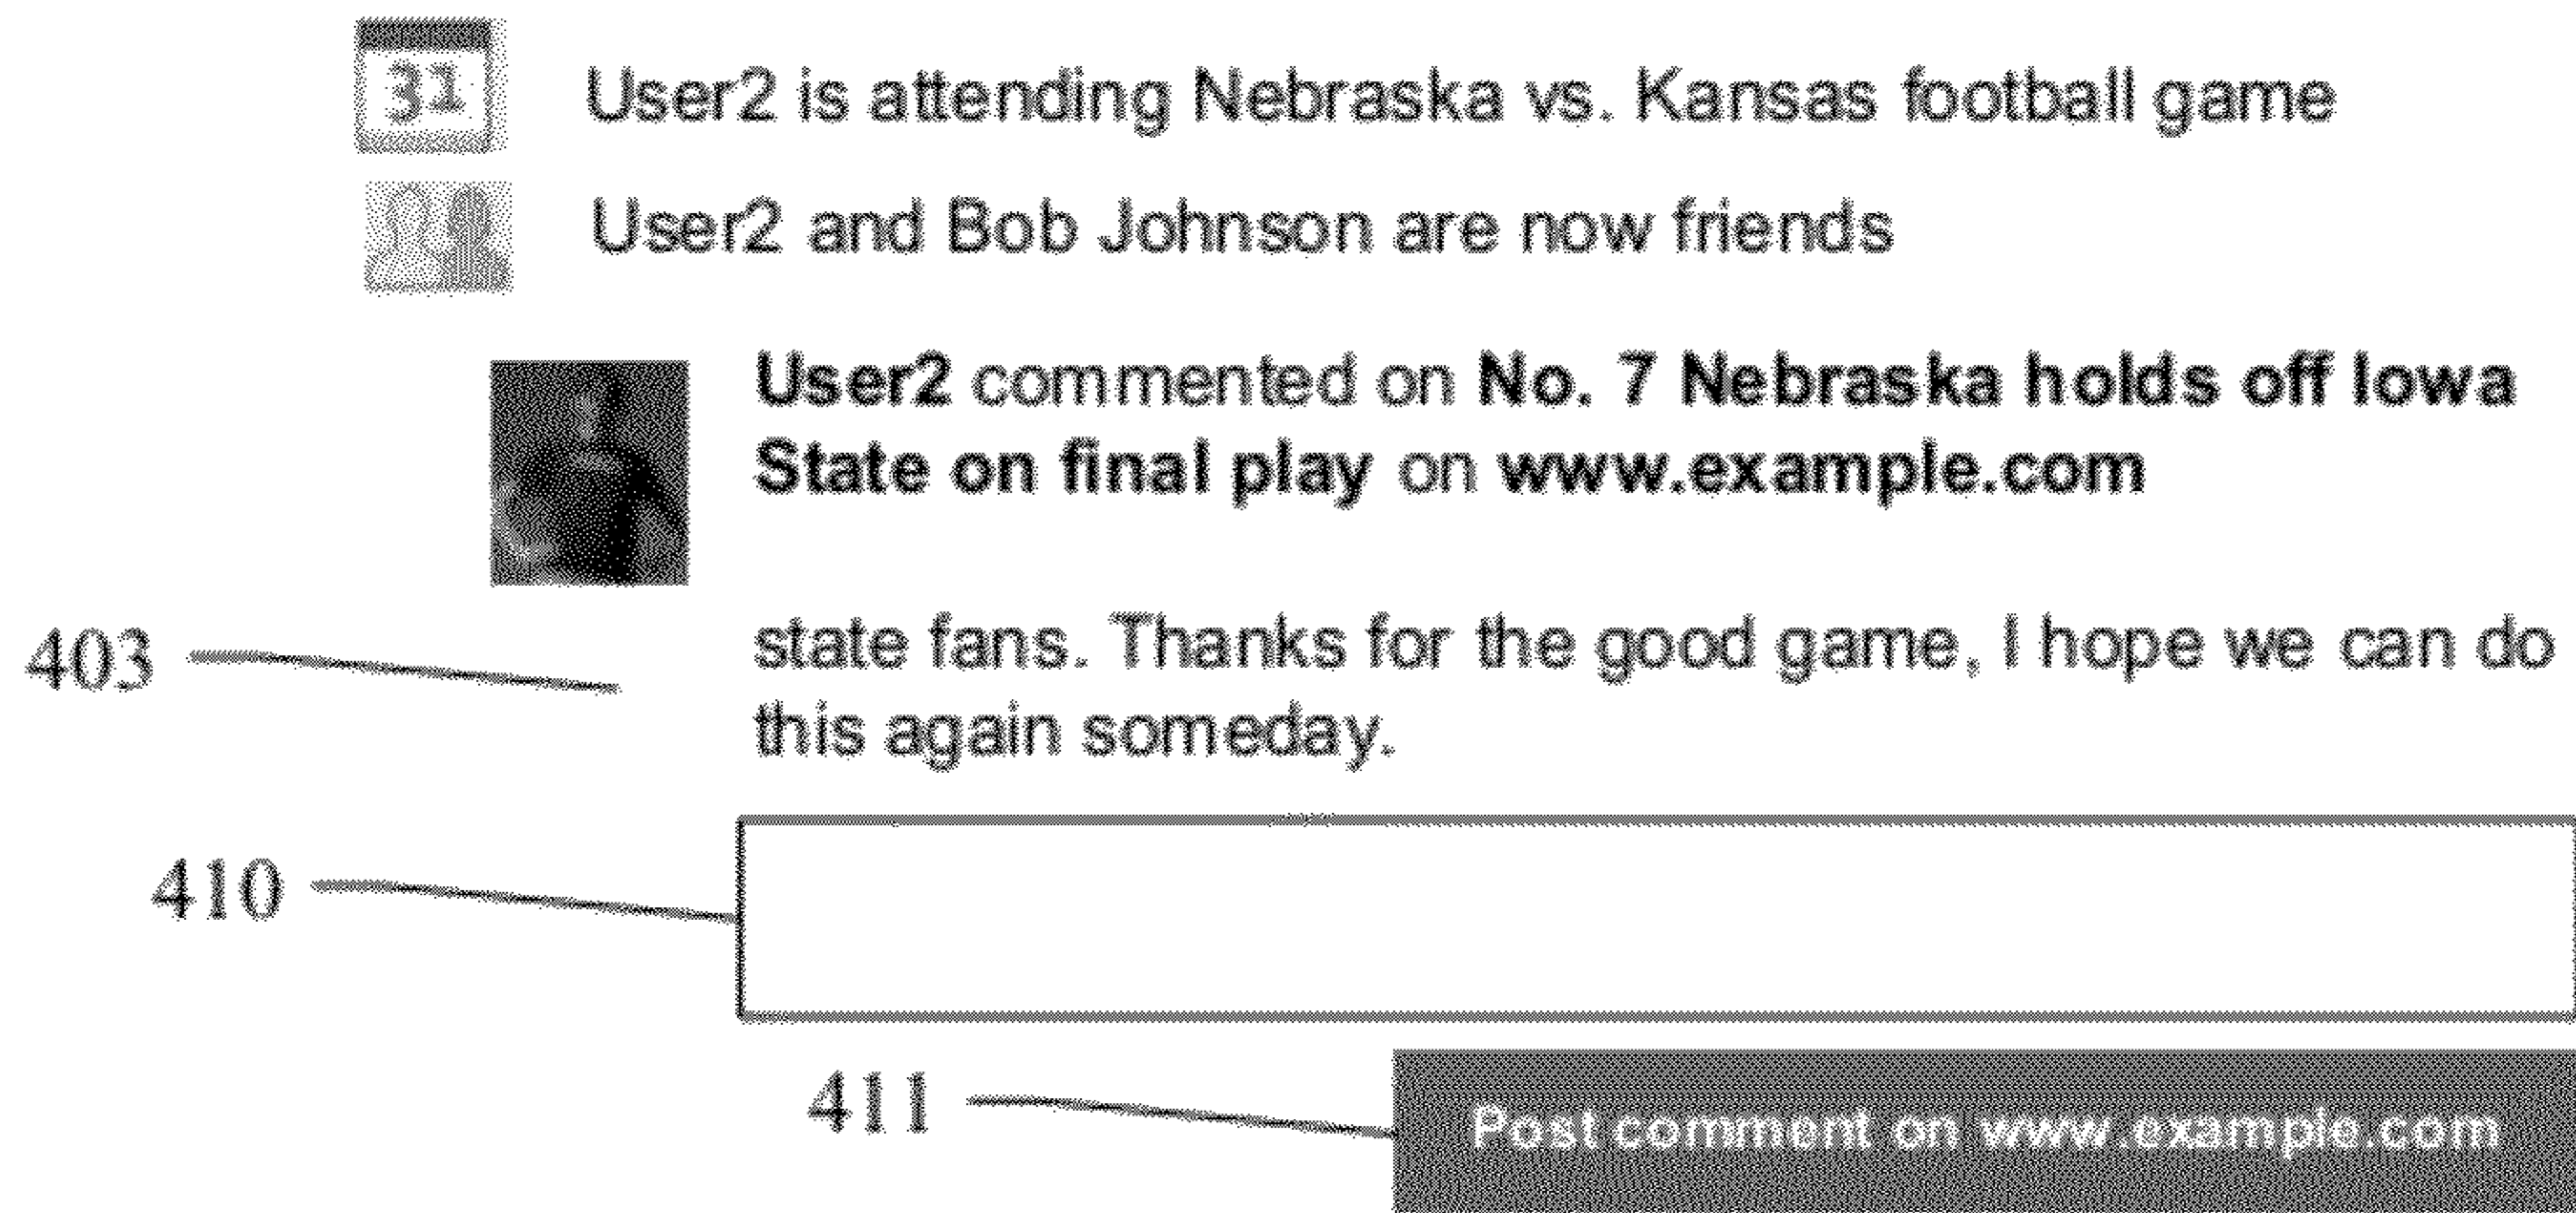 31
User2 is attending Nebraska vs. Kansas football game
User2 and Bob Johnson are now friends
User2 commented on No. 7 Nebraska holds off Iowa
State on final play on www.example.com
403
state fans. Thanks for the good game, I hope we can do
this again someday.
410
411
Post comment on www.example.com